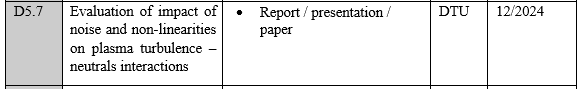 D5.7 Evaluation of impact of • Report / presentation / DTU 12/2024
noise and non-linearities paper
on plasma turbulence –
neutrals interactions